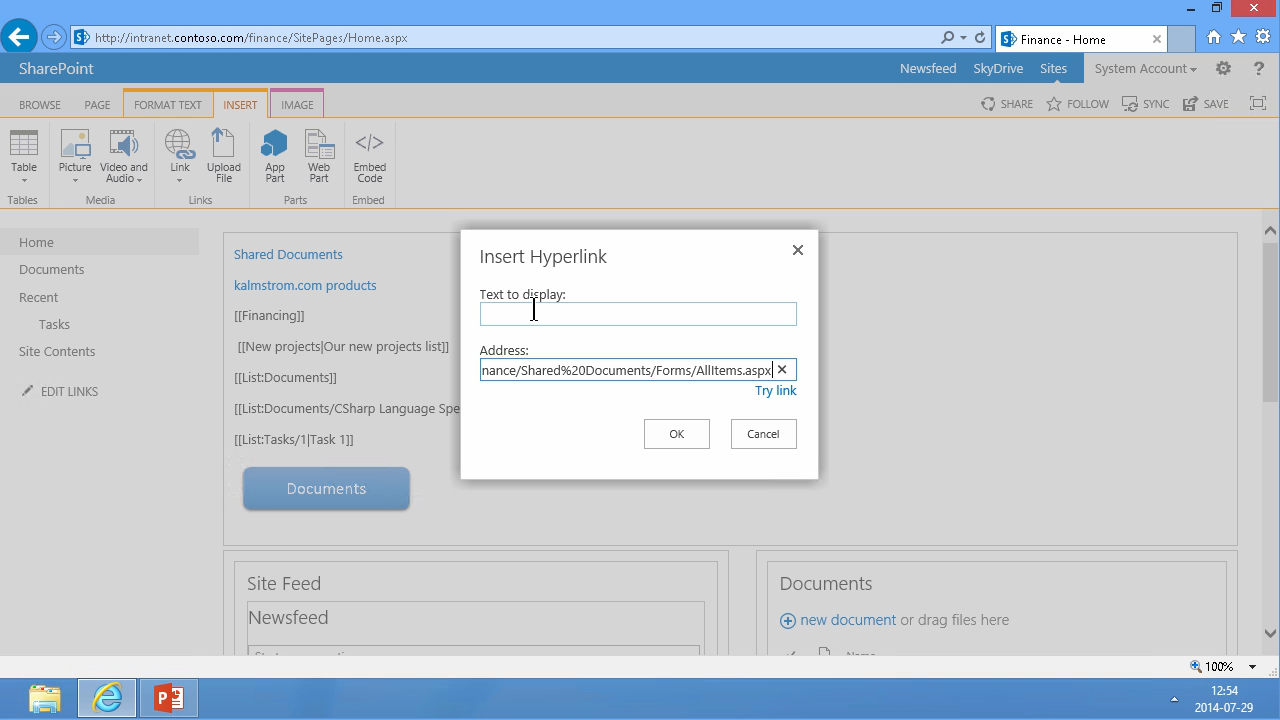 http://intranet.contoso.com/finance/SitePages/Home.aspx
Finance - Home
SharePoint
Newsfeed SkyDrive Sites System Account ?
BROWSE PAGE FORMAT TEXT INSERT IMAGE SHARE FOLLOW SYNC SAVE
Table Picture Video and Audio Link Upload File App Part Web Part Embed Code
Tables Media Links Parts Embed
Home
Documents
Recent
Tasks
Site Contents
EDIT LINKS
Shared Documents
kalmstrom.com products
[[Financing]]
[[New projects|Our new projects list]]
[[List:Documents]]
[[List:Documents/CSharp Language Spe
[[List:Tasks/1|Task 1]]
Documents
Insert Hyperlink
Text to display:
Address:
nance/Shared%20Documents/Forms/AllItems.aspx
Try link
OK Cancel
Site Feed
Newsfeed
Documents
new document or drag files here
Name
100%
12:54
2014-07-29